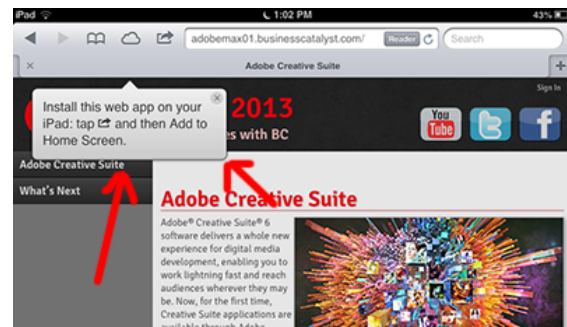 iPad 1:02 PM 43%
adobemax01.businesscatalyst.com/ Reader Search
Adobe Creative Suite
Sign In
Install this web app on your
iPad: tap and then Add to
Home Screen.
2013
es with BC
You
Tube
Adobe Creative Suite
What's Next
Adobe Creative Suite
Adobe® Creative Suite® 6
software delivers a whole new
experience for digital media
development, enabling you to
work lightning fast and reach
audiences wherever they may
be. Now, for the first time,
Creative Suite applications are
available through Adobe